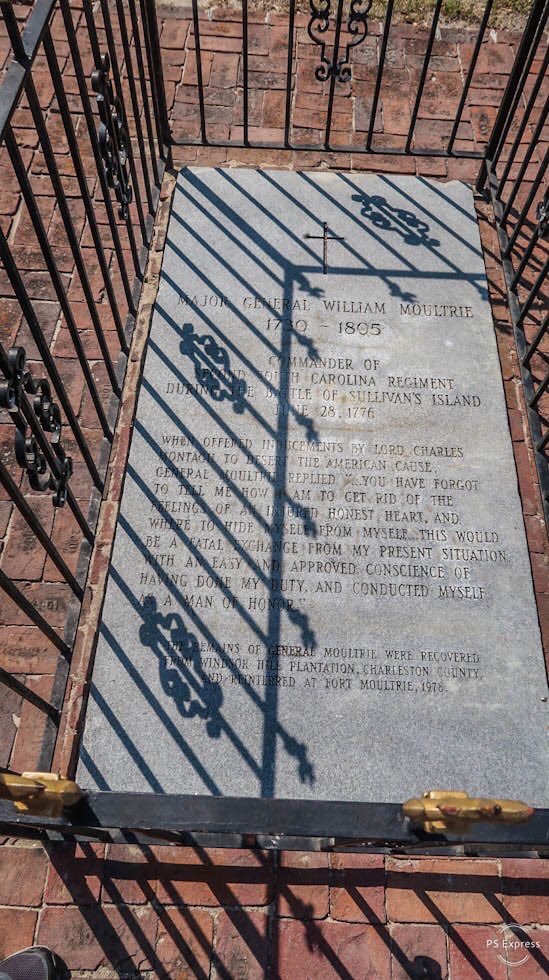 MAJOR GENERAL WILLIAM MOULTRIE
1730 - 1805
COMMANDER OF
SECOND SOUTH CAROLINA REGIMENT
DURING THE BATTLE OF SULLIVAN'S ISLAND
JUNE 28, 1776
WHEN OFFERED INDUCEMENTS BY LORD CHARLES
MONTAGU TO DESERT THE AMERICAN CAUSE,
GENERAL MOULTRIE REPLIED "...YOU HAVE FORGOT
TO TELL ME HOW I AM TO GET RID OF THE
FEELINGS OF AN INJURED HONEST HEART, AND
WHERE TO HIDE MYSELF FROM MYSELF...THIS WOULD
BE A FATAL EXCHANGE FROM MY PRESENT SITUATION,
WITH AN EASY AND APPROVED CONSCIENCE OF
HAVING DONE MY DUTY, AND CONDUCTED MYSELF
AS A MAN OF HONOR."
THE REMAINS OF GENERAL MOULTRIE WERE RECOVERED
FROM WINDSOR HILL PLANTATION, CHARLESTON COUNTY,
AND REINTERRED AT FORT MOULTRIE, 1978.
PS Express